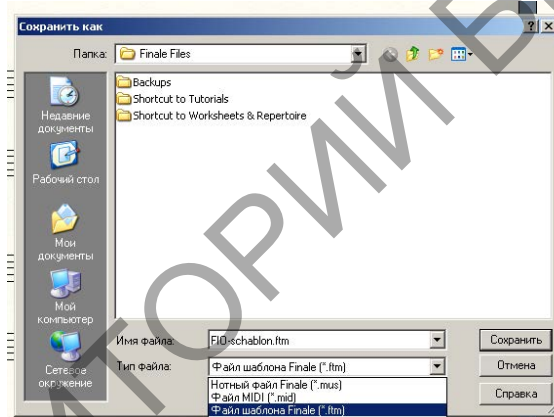 Сохранить как
Папка: Finale Files
Backups
Shortcut to Tutorials
Shortcut to Worksheets & Repertoire
Недавние
документы
Рабочий стол
Мои
документы
Мой
компьютер
Сетевое
окружение
Имя файла: FIO-schablon.ftm Сохранить
Тип файла: Файл шаблона Finale (*.ftm) Отмена
Нотный файл Finale (*.mus)
Файл MIDI (*.mid)
Файл шаблона Finale (*.ftm)
Справка
ТОРИЙ Б